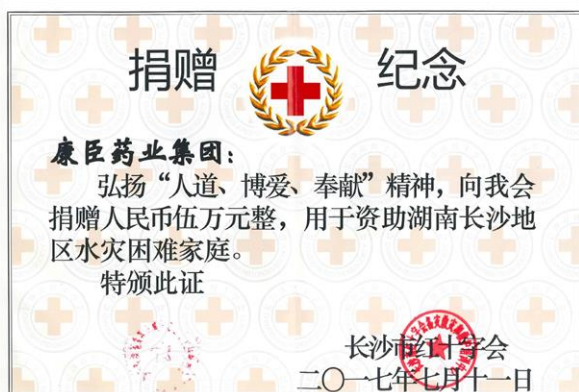 捐赠 纪念
康臣药业集团：
弘扬“人道、博爱、奉献”精神，向我会
捐赠人民币伍万元整，用于资助湖南长沙地
区水灾困难家庭。
特颁此证
长沙市红十字会
二〇一七年七月十一日